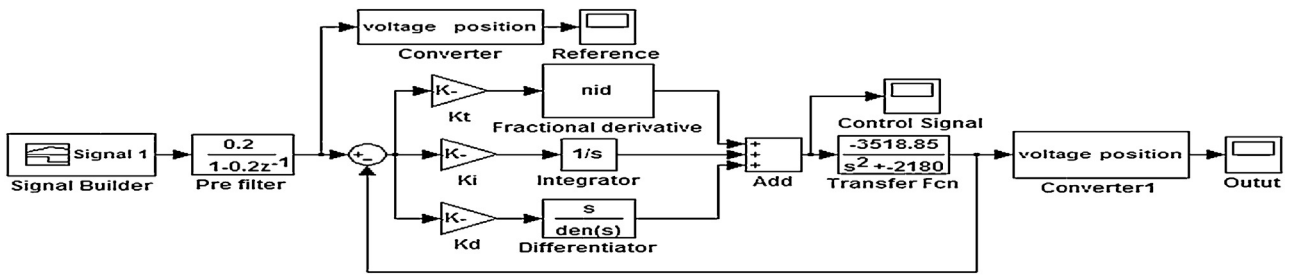 voltage position
Converter
Reference
K-
Kt
nid
Fractional derivative
Control Signal
Signal 1
Signal Builder
0.2
1-0.2z-1
Pre filter
+
-
K-
Ki
1/s
Integrator
+
+
+
Add
-3518.85
s2+-2180
Transfer Fcn
voltage position
Converter1
Outut
K-
Kd
s
den(s)
Differentiator